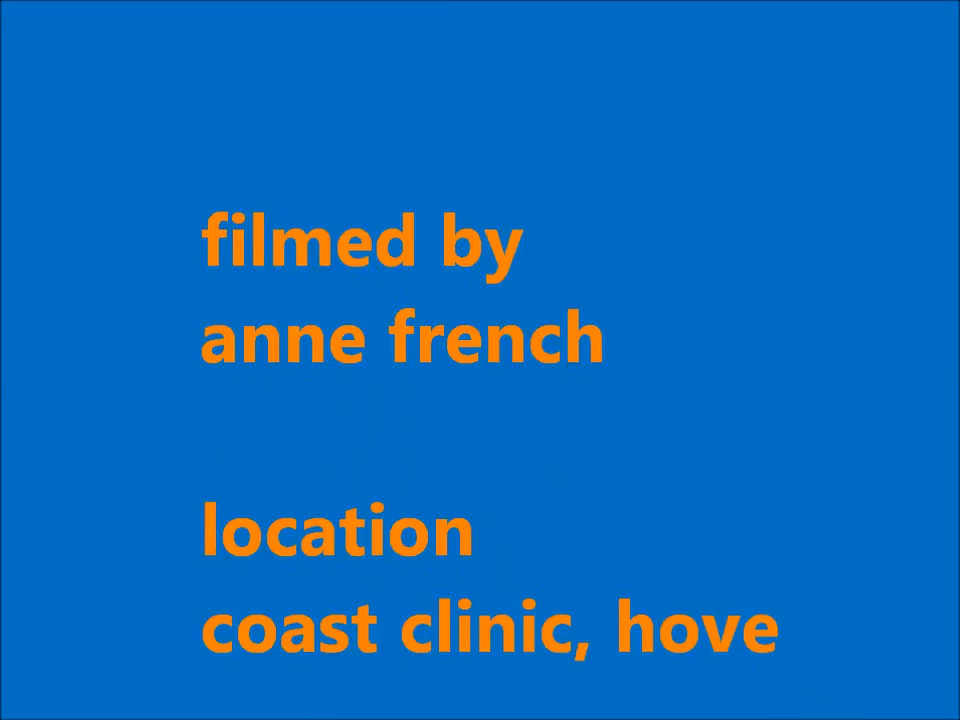 filmed by
anne french
location
coast clinic, hove